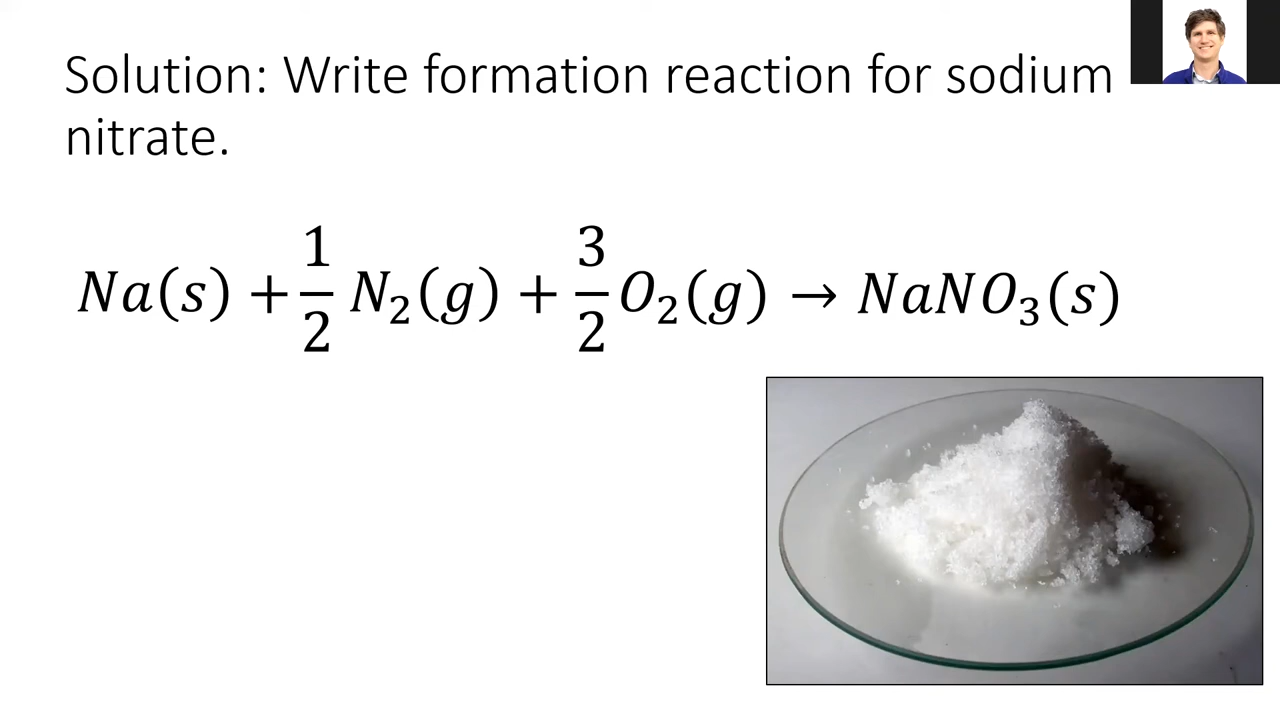 Solution: Write formation reaction for sodium
nitrate.
Na(s) + 1/2 N₂(g) + 3/2 O₂(g) → NaNO₃(s)